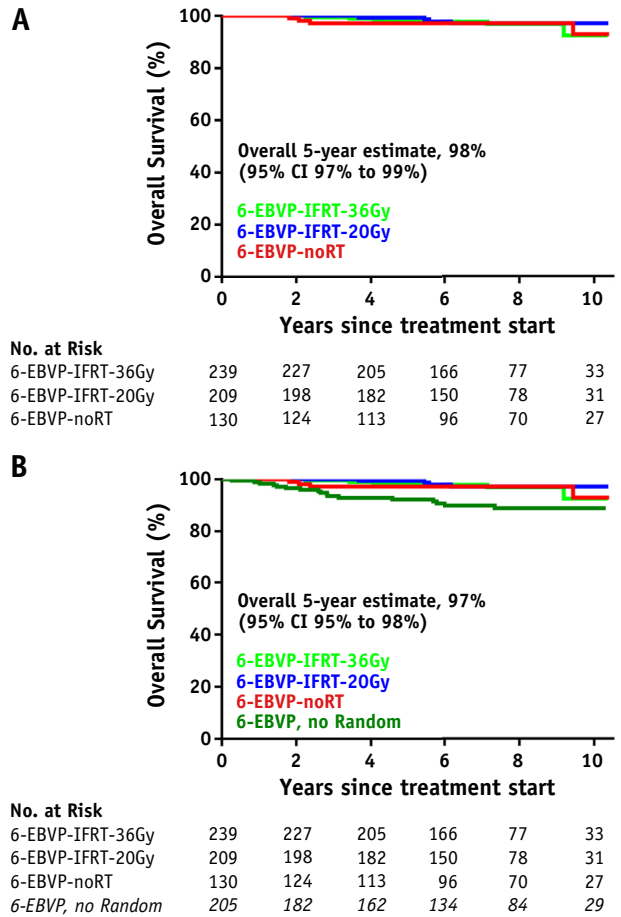 A
Overall Survival (%)
100
80
60
40
20
0
Overall 5-year estimate, 98%
(95% CI 97% to 99%)
6-EBVP-IFRT-36Gy
6-EBVP-IFRT-20Gy
6-EBVP-noRT
0 2 4 6 8 10
Years since treatment start
No. at Risk
6-EBVP-IFRT-36Gy 239 227 205 166 77 33
6-EBVP-IFRT-20Gy 209 198 182 150 78 31
6-EBVP-noRT 130 124 113 96 70 27
B
Overall Survival (%)
100
80
60
40
20
0
Overall 5-year estimate, 97%
(95% CI 95% to 98%)
6-EBVP-IFRT-36Gy
6-EBVP-IFRT-20Gy
6-EBVP-noRT
6-EBVP, no Random
0 2 4 6 8 10
Years since treatment start
No. at Risk
6-EBVP-IFRT-36Gy 239 227 205 166 77 33
6-EBVP-IFRT-20Gy 209 198 182 150 78 31
6-EBVP-noRT 130 124 113 96 70 27
6-EBVP, no Random 205 182 162 134 84 29